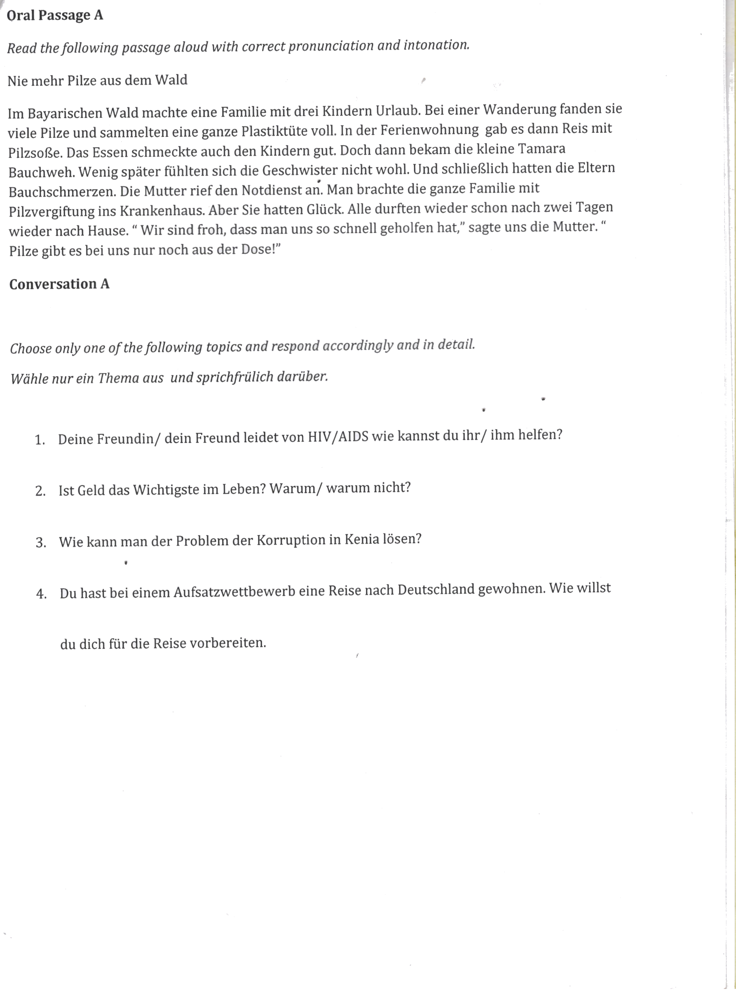 Oral Passage A
Read the following passage aloud with correct pronunciation and intonation.
Nie mehr Pilze aus dem Wald
Im Bayarischen Wald machte eine Familie mit drei Kindern Urlaub. Bei einer Wanderung fanden sie
viele Pilze und sammelten eine ganze Plastiktüte voll. In der Ferienwohnung gab es dann Reis mit
Pilzsoße. Das Essen schmeckte auch den Kindern gut. Doch dann bekam die kleine Tamara
Bauchweh. Wenig später fühlten sich die Geschwister nicht wohl. Und schließlich hatten die Eltern
Bauchschmerzen. Die Mutter rief den Notdienst an. Man brachte die ganze Familie mit
Pilzvergiftung ins Krankenhaus. Aber Sie hatten Glück. Alle durften wieder schon nach zwei Tagen
wieder nach Hause. “ Wir sind froh, dass man uns so schnell geholfen hat,” sagte uns die Mutter. “
Pilze gibt es bei uns nur noch aus der Dose!”
Conversation A
Choose only one of the following topics and respond accordingly and in detail.
Wähle nur ein Thema aus und sprichfrülich darüber.
1. Deine Freundin/ dein Freund leidet von HIV/AIDS wie kannst du ihr/ ihm helfen?
2. Ist Geld das Wichtigste im Leben? Warum/ warum nicht?
3. Wie kann man der Problem der Korruption in Kenia lösen?
4. Du hast bei einem Aufsatzwettbewerb eine Reise nach Deutschland gewohnen. Wie willst
du dich für die Reise vorbereiten.